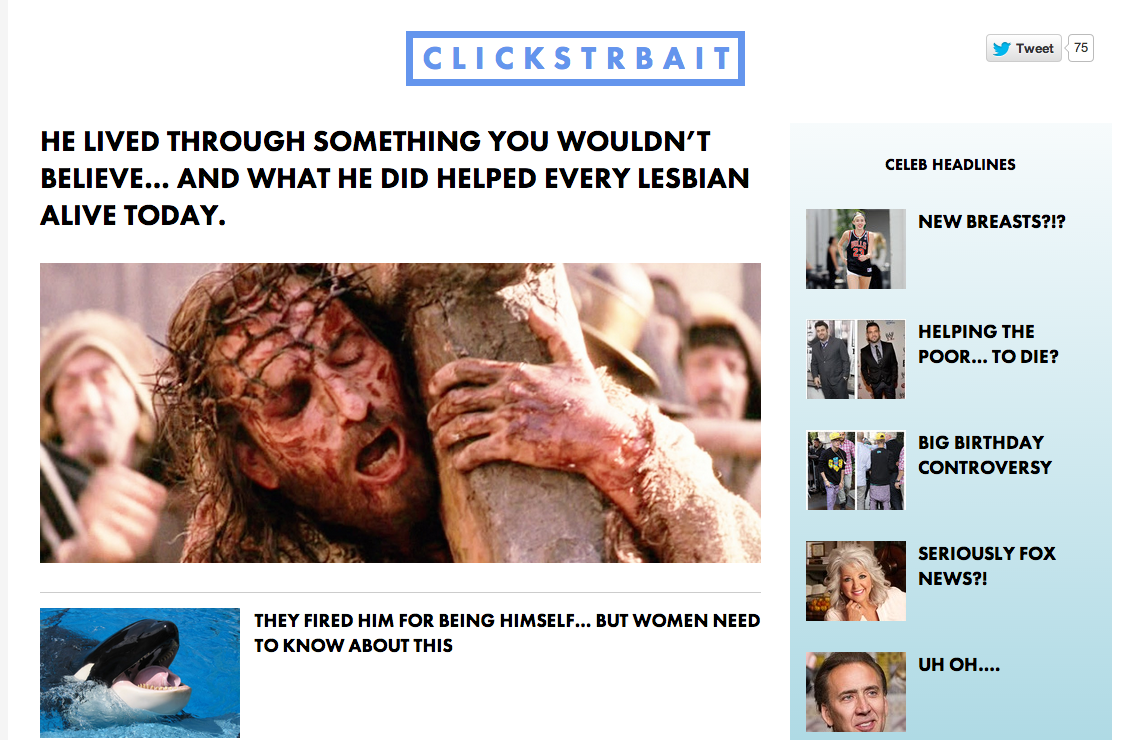 CLICKSTRBAIT
Tweet 75
HE LIVED THROUGH SOMETHING YOU WOULDN’T
BELIEVE... AND WHAT HE DID HELPED EVERY LESBIAN
ALIVE TODAY.
THEY FIRED HIM FOR BEING HIMSELF... BUT WOMEN NEED
TO KNOW ABOUT THIS
CELEB HEADLINES
NEW BREASTS?!?
HELPING THE
POOR... TO DIE?
BIG BIRTHDAY
CONTROVERSY
SERIOUSLY FOX
NEWS?!
UH OH....